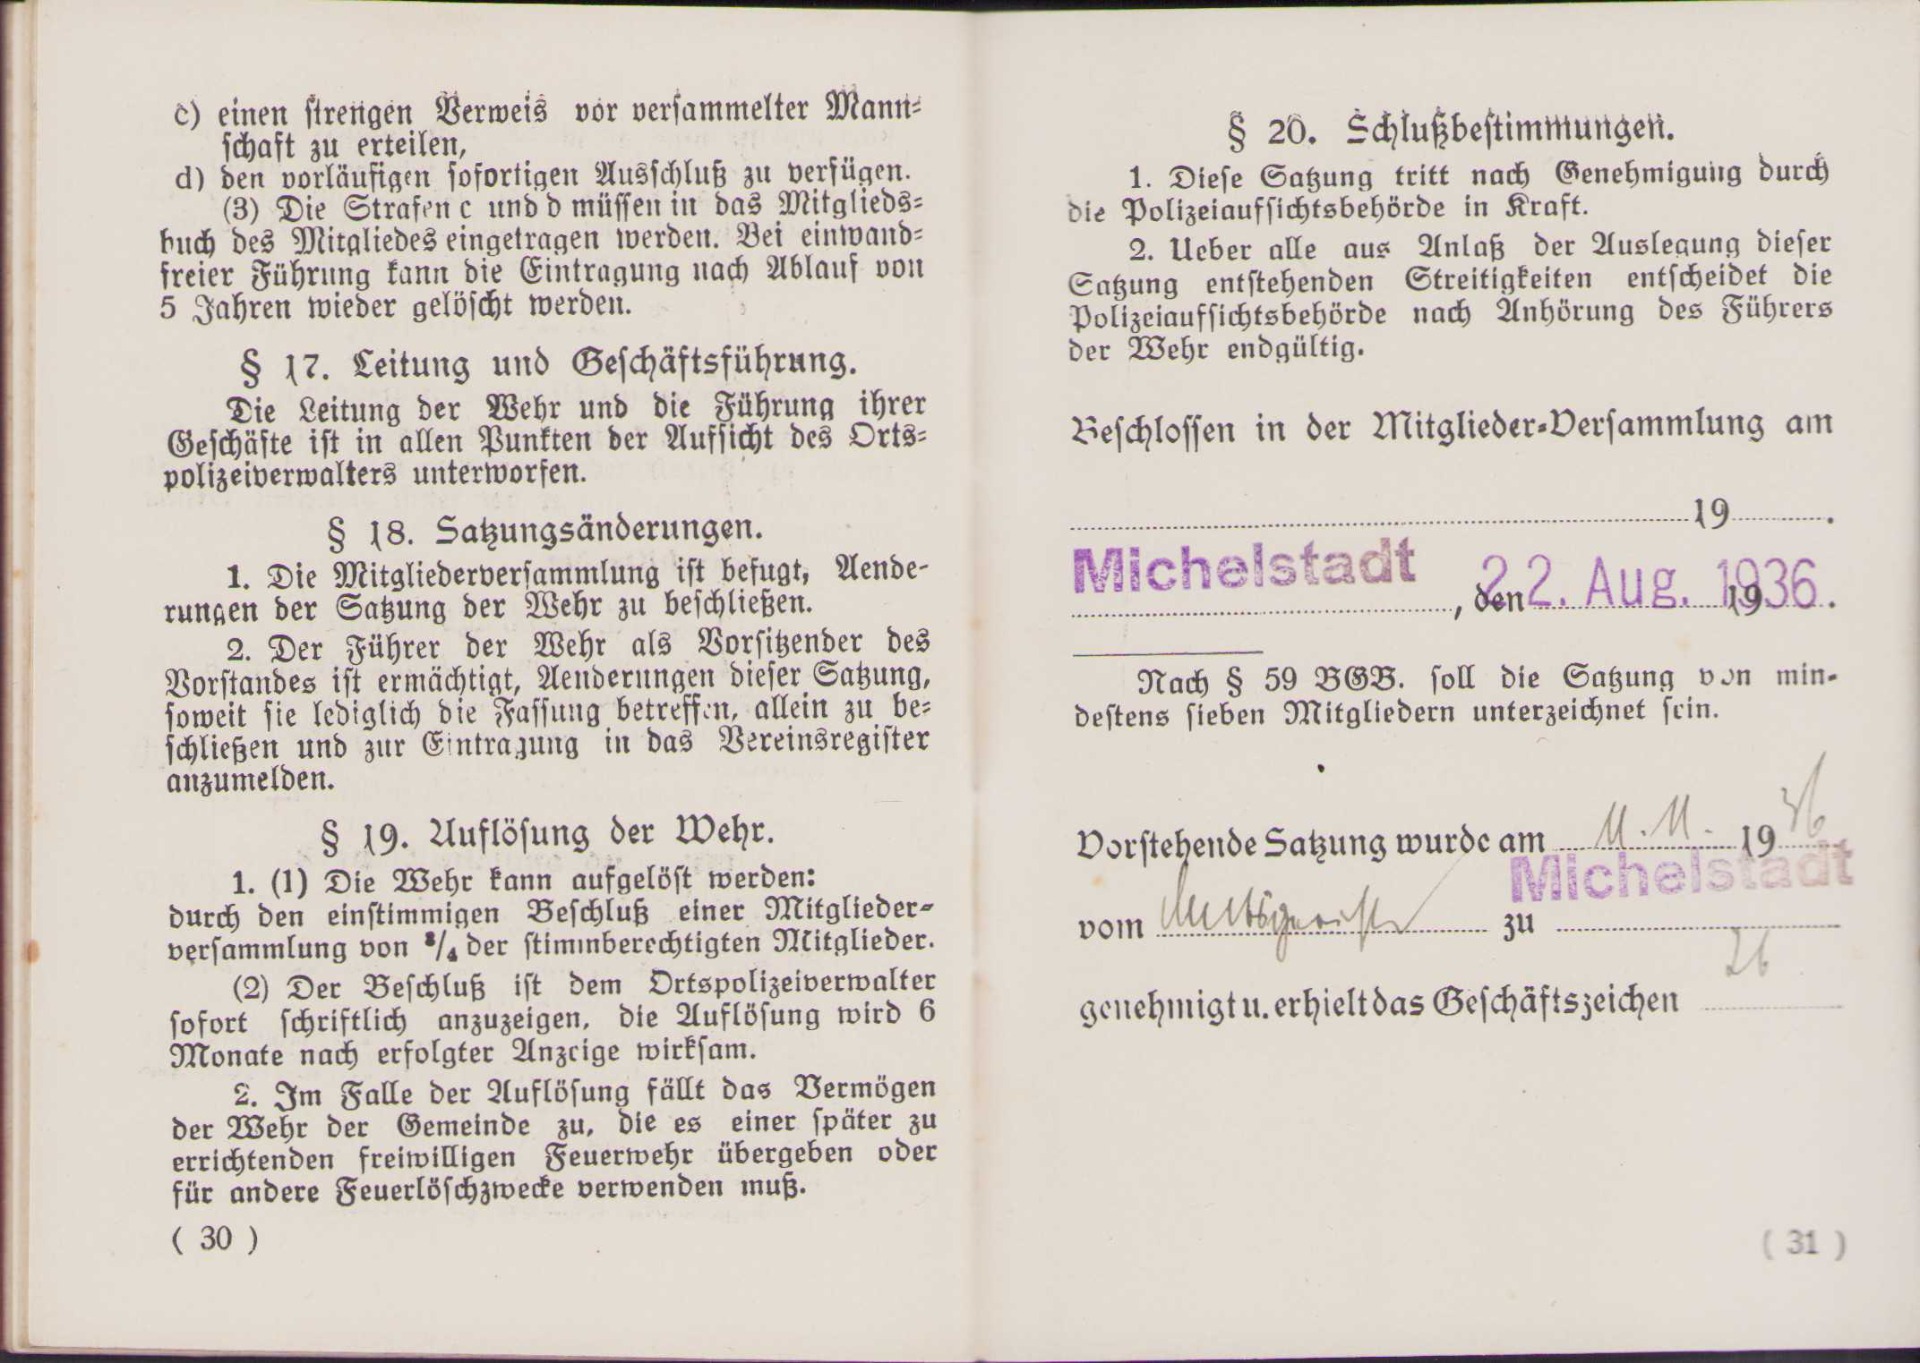 c) einen strengen Verweis vor versammelter Mann-
schaft zu erteilen,
d) den vorläufigen sofortigen Ausschluß zu verfügen.
(3) Die Strafen c und d müssen in das Mitglieds-
buch des Mitgliedes eingetragen werden. Bei einwand-
freier Führung kann die Eintragung nach Ablauf von
5 Jahren wieder gelöscht werden.
§ 17. Leitung und Geschäftsführung.
Die Leitung der Wehr und die Führung ihrer
Geschäfte ist in allen Punkten der Aufsicht des Orts-
polizeiverwalters unterworfen.
§ 18. Satzungsänderungen.
1. Die Mitgliederversammlung ist befugt, Aende-
rungen der Satzung der Wehr zu beschließen.
2. Der Führer der Wehr als Vorsitzender des
Vorstandes ist ermächtigt, Aenderungen dieser Satzung,
soweit sie lediglich die Fassung betreffen, allein zu be-
schließen und zur Eintragung in das Vereinsregister
anzumelden.
§ 19. Auflösung der Wehr.
1. (1) Die Wehr kann aufgelöst werden:
durch den einstimmigen Beschluß einer Mitglieder-
versammlung von 3/4 der stimmberechtigten Mitglieder.
(2) Der Beschluß ist dem Ortspolizeiverwalter
sofort schriftlich anzuzeigen, die Auflösung wird 6
Monate nach erfolgter Anzeige wirksam.
2. Im Falle der Auflösung fällt das Vermögen
der Wehr der Gemeinde zu, die es einer später zu
errichtenden freiwilligen Feuerwehr übergeben oder
für andere Feuerlöschzwecke verwenden muß.
( 30 )
§ 20. Schlußbestimmungen.
1. Diese Satzung tritt nach Genehmigung durch
die Polizeiaufsichtsbehörde in Kraft.
2. Ueber alle aus Anlaß der Auslegung dieser
Satzung entstehenden Streitigkeiten entscheidet die
Polizeiaufsichtsbehörde nach Anhörung des Führers
der Wehr endgültig.
Beschlossen in der Mitglieder-Versammlung am
19 .
Michelstadt , den 22. Aug. 1936 19 .
Nach § 59 BGB. soll die Satzung von min-
destens sieben Mitgliedern unterzeichnet sein.
Vorstehende Satzung wurde am 11. 11. 19 36
vom Amtsgericht zu Michelstadt
genehmigt u. erhielt das Geschäftszeichen 26
( 31 )